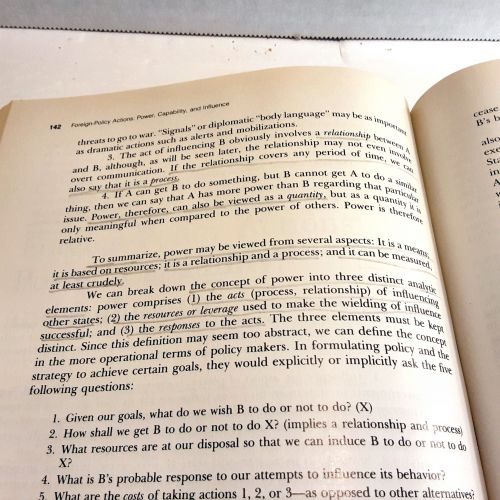 142 Foreign-Policy Actions: Power, Capability, and Influence
threats to go to war. "Signals" or diplomatic "body language" may be as important
as dramatic actions such as alerts and mobilizations.
3. The act of influencing B obviously involves a relationship between A
and B, although, as will be seen later, the relationship may not even involve
overt communication. If the relationship covers any period of time, we can
also say that it is a process.
4. If A can get B to do something, but B cannot get A to do a similar
thing, then we can say that A has more power than B regarding that particular
issue. Power, therefore, can also be viewed as a quantity, but as a quantity it is
only meaningful when compared to the power of others. Power is therefore
relative.
To summarize, power may be viewed from several aspects: It is a means;
it is based on resources; it is a relationship and a process; and it can be measured,
at least crudely.
We can break down the concept of power into three distinct analytic
elements: power comprises (1) the acts (process, relationship) of influencing
other states; (2) the resources or leverage used to make the wielding of influence
successful; and (3) the responses to the acts. The three elements must be kept
distinct. Since this definition may seem too abstract, we can define the concept
in the more operational terms of policy makers. In formulating policy and the
strategy to achieve certain goals, they would explicitly or implicitly ask the five
following questions:
1. Given our goals, what do we wish B to do or not to do? (X)
2. How shall we get B to do or not to do X? (implies a relationship and process)
3. What resources are at our disposal so that we can induce B to do or not to do
X?
4. What is B's probable response to our attempts to influence its behavior?
5. What are the costs of taking actions 1, 2, or 3—as opposed to other alternatives?
cease
B's b
also
exe